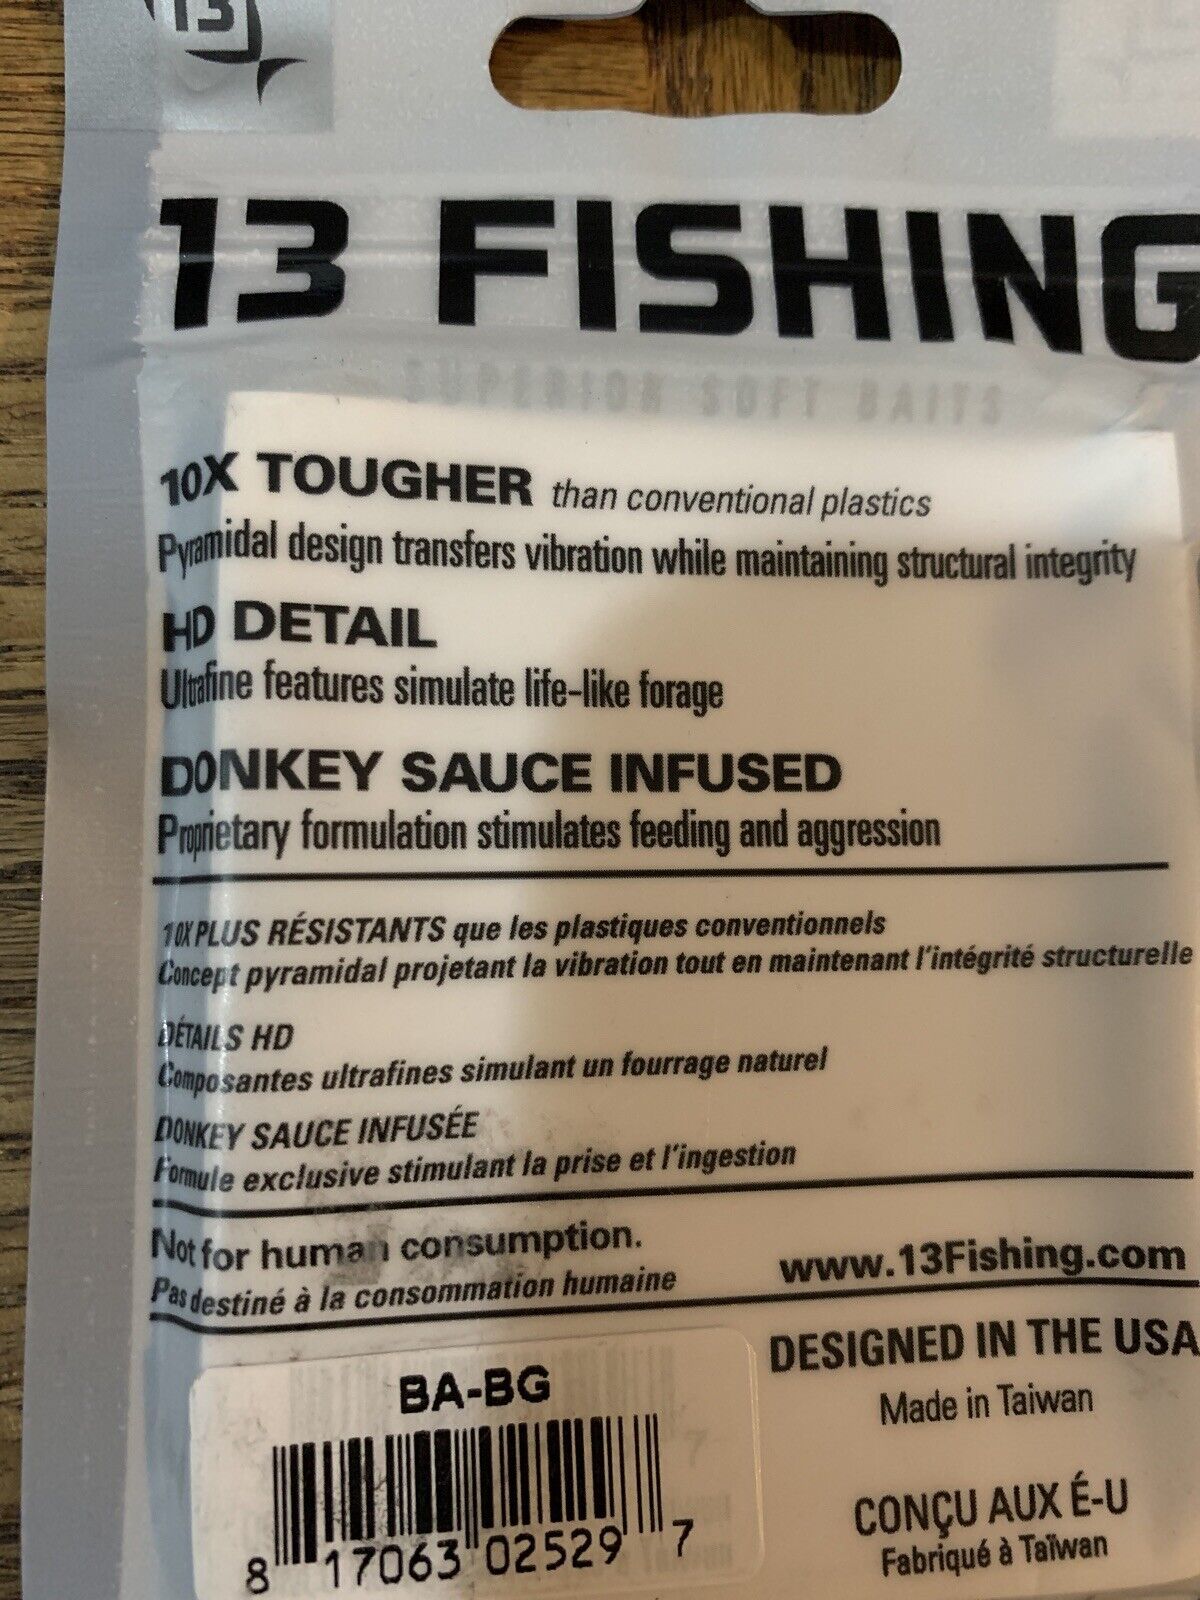 13
13 FISHING
SUPERIOR SOFT BAITS
10X TOUGHER than conventional plastics
Pyramidal design transfers vibration while maintaining structural integrity
HD DETAIL
Ultrafine features simulate life-like forage
DONKEY SAUCE INFUSED
Proprietary formulation stimulates feeding and aggression
10X PLUS RÉSISTANTS que les plastiques conventionnels
Concept pyramidal projetant la vibration tout en maintenant l'intégrité structurelle
DÉTAILS HD
Composantes ultrafines simulant un fourrage naturel
DONKEY SAUCE INFUSÉE
Formule exclusive stimulant la prise et l'ingestion
Not for human consumption.
Pas destiné à la consommation humaine
www.13Fishing.com
BA-BG
8 17063 02529 7
DESIGNED IN THE USA
Made in Taiwan
CONÇU AUX É-U
Fabriqué à Taïwan